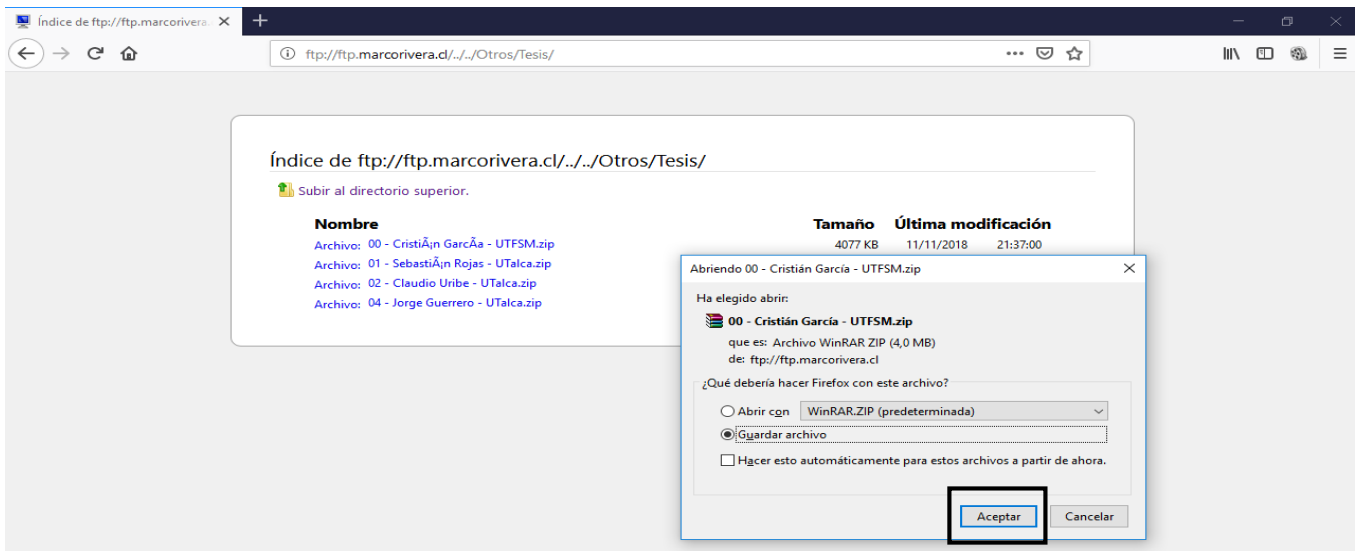 Índice de ftp://ftp.marcorivera.
ftp://ftp.marcorivera.cl/../../Otros/Tesis/
Índice de ftp://ftp.marcorivera.cl/../../Otros/Tesis/
Subir al directorio superior.
Nombre Tamaño Última modificación
Archivo: 00 - CristiÃ¡n GarcÃ­a - UTFSM.zip 4077 KB 11/11/2018 21:37:00
Archivo: 01 - SebastiÃ¡n Rojas - UTalca.zip
Archivo: 02 - Claudio Uribe - UTalca.zip
Archivo: 04 - Jorge Guerrero - UTalca.zip
Abriendo 00 - Cristián García - UTFSM.zip
Ha elegido abrir:
00 - Cristián García - UTFSM.zip
que es: Archivo WinRAR ZIP (4,0 MB)
de: ftp://ftp.marcorivera.cl
¿Qué debería hacer Firefox con este archivo?
Abrir con WinRAR.ZIP (predeterminada)
Guardar archivo
Hacer esto automáticamente para estos archivos a partir de ahora.
Aceptar Cancelar